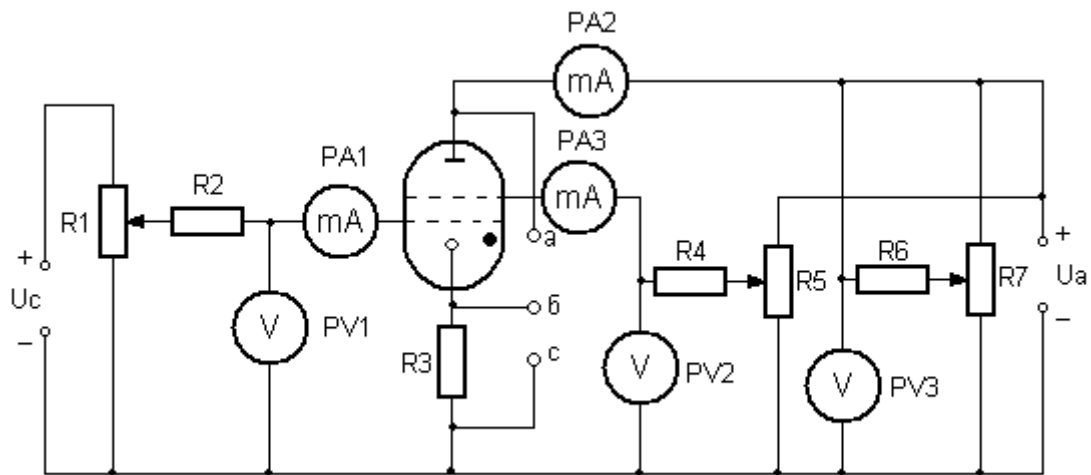 PA2
mA
PA3
PA1
mA
R2
mA
R1
а
+
R4
R6
+
Uc
R5
R7
Ua
б
–
–
V
PV1
R3
с
V
PV2
V
PV3